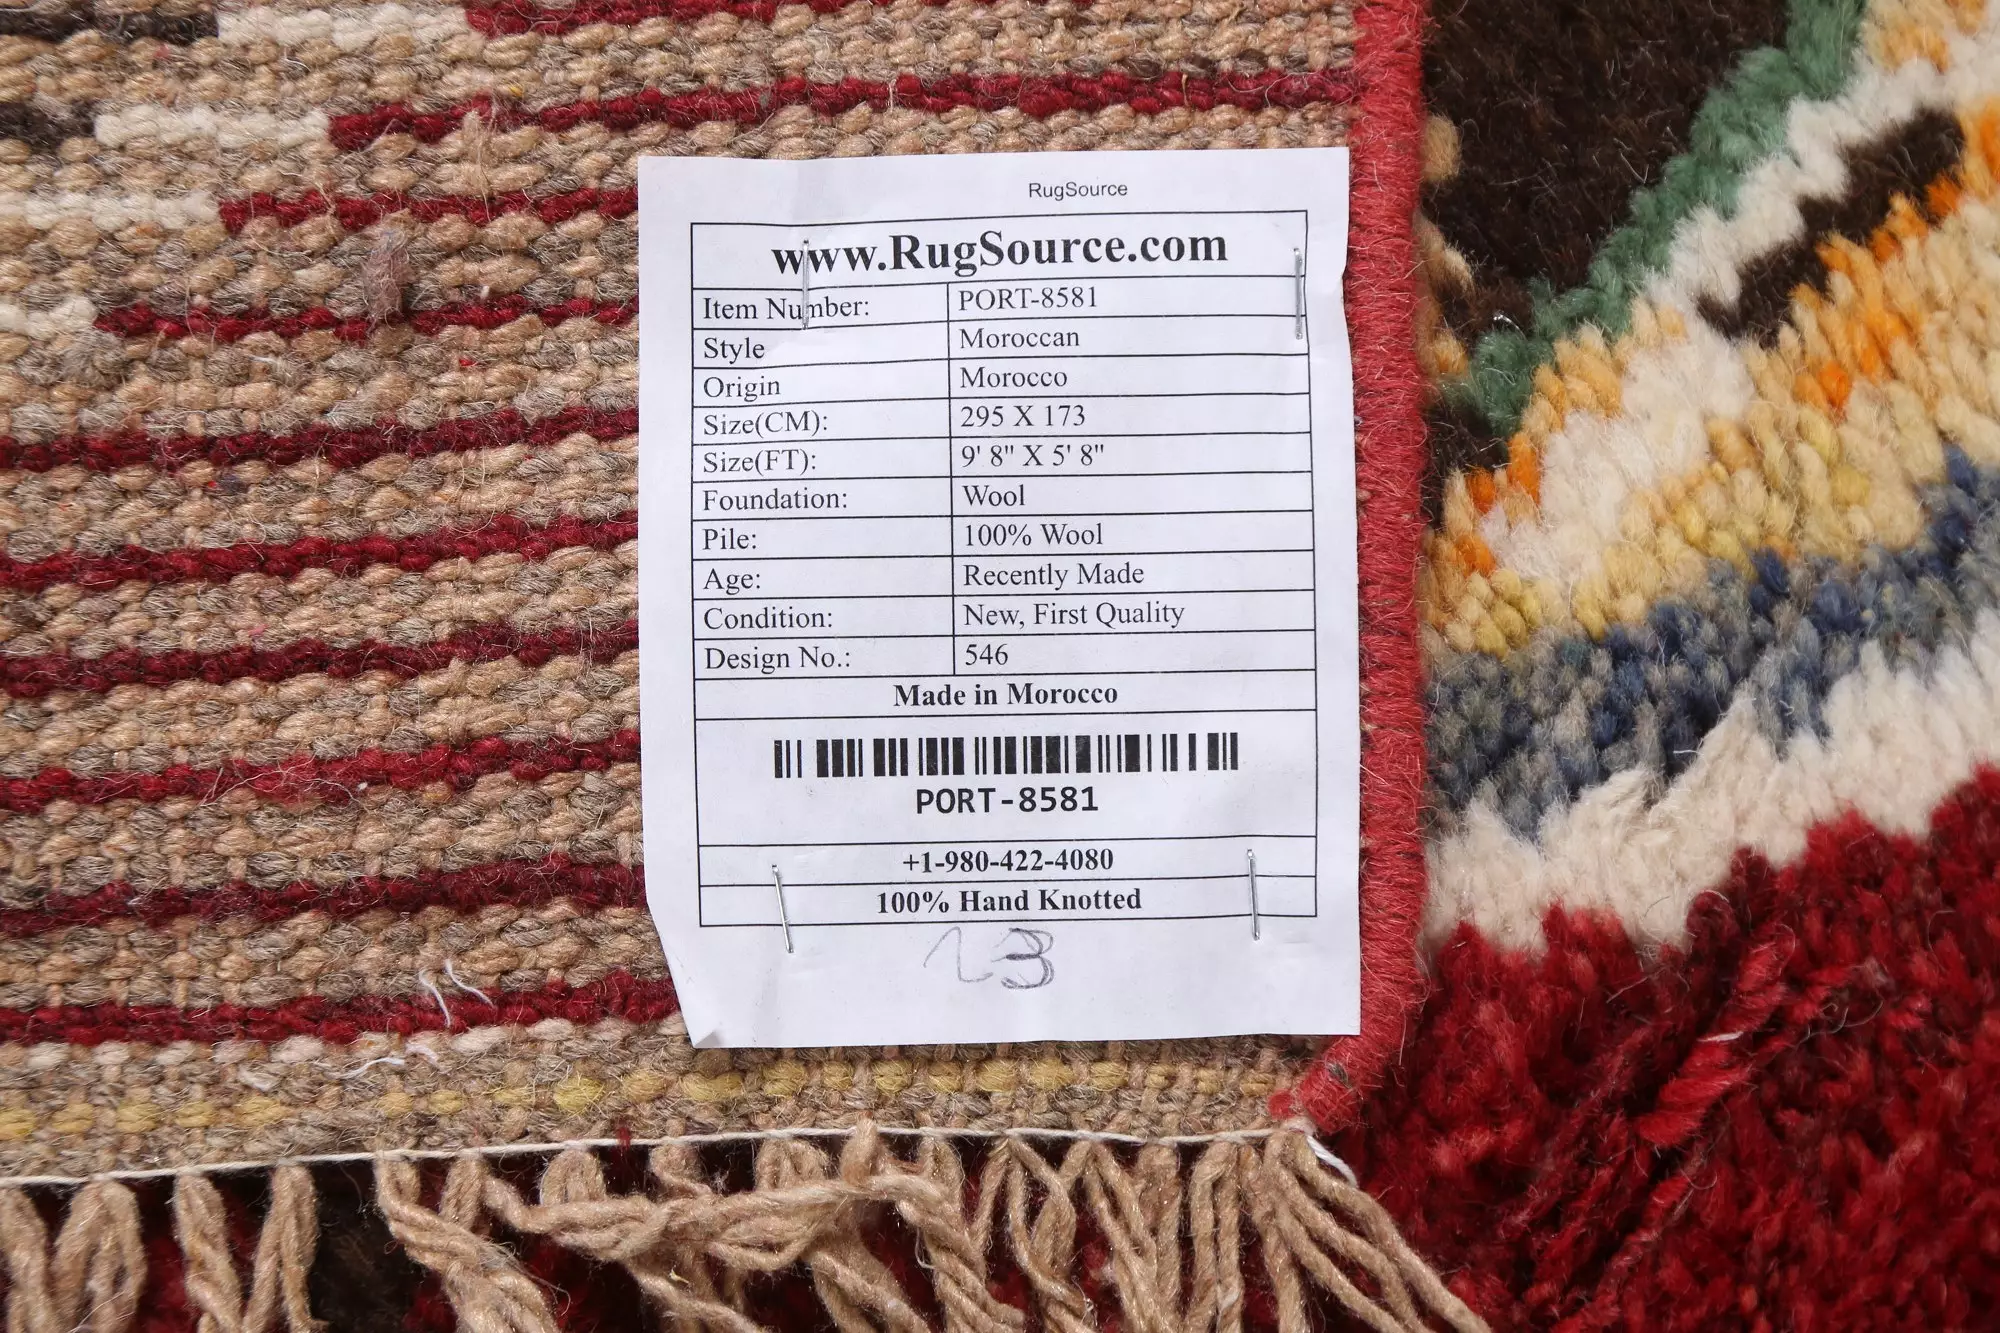 RugSource
www.RugSource.com
Item Number: PORT-8581
Style Moroccan
Origin Morocco
Size(CM): 295 X 173
Size(FT): 9' 8" X 5' 8"
Foundation: Wool
Pile: 100% Wool
Age: Recently Made
Condition: New, First Quality
Design No.: 546
Made in Morocco
PORT-8581
+1-980-422-4080
100% Hand Knotted